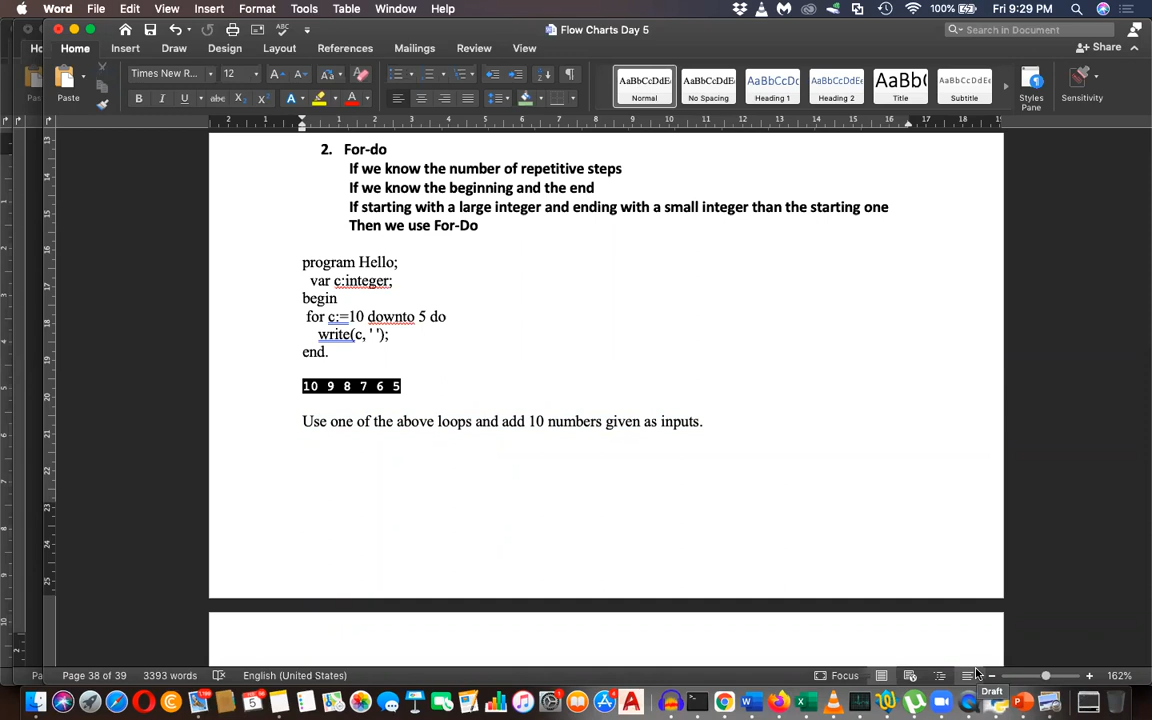 Word File Edit View Insert Format Tools Table Window Help 100% Fri 9:29 PM
Flow Charts Day 5
Search in Document
Home Insert Draw Design Layout References Mailings Review View
Share
Paste
Times New R... 12
AaBbCcDdE AaBbCcDdE AaBbCcDc AaBbCcDdE AaBb( AaBbCcDdE
Normal No Spacing Heading 1 Heading 2 Title Subtitle
Styles Pane
Sensitivity
2. For-do
If we know the number of repetitive steps
If we know the beginning and the end
If starting with a large integer and ending with a small integer than the starting one
Then we use For-Do
program Hello;
var c:integer;
begin
for c:=10 downto 5 do
write(c, ' ');
end.
10 9 8 7 6 5
Use one of the above loops and add 10 numbers given as inputs.
Page 38 of 39 3393 words English (United States) Focus 162%
Draft